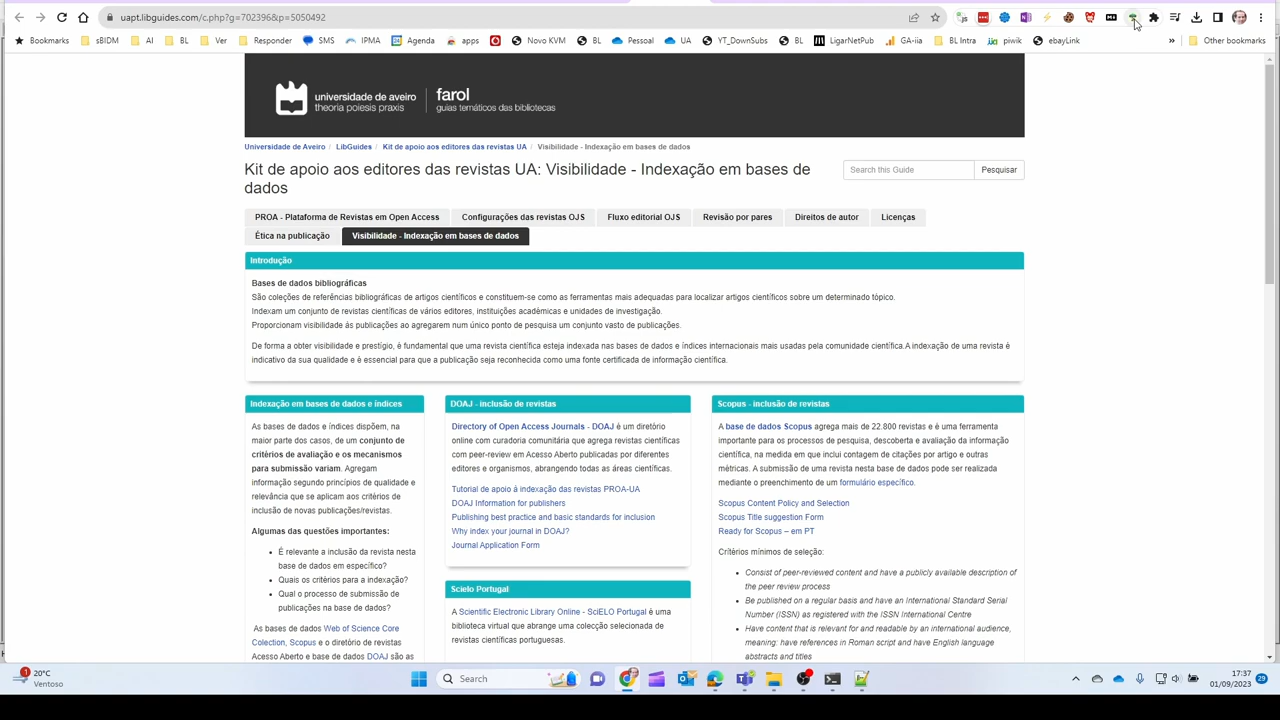 uapt.libguides.com/c.php?g=702396&p=5050492
Bookmarks sBIDM AI BL Ver Responder SMS IPMA Agenda apps Novo KVM BL Pessoal UA YT_DownSubs BL LigarNetPub GA-iia BL Intra piwik ebayLink » Other bookmarks
universidade de aveiro
theoria poiesis praxis
farol
guias temáticos das bibliotecas
Universidade de Aveiro / LibGuides / Kit de apoio aos editores das revistas UA / Visibilidade - Indexação em bases de dados
Kit de apoio aos editores das revistas UA: Visibilidade - Indexação em bases de
dados
Search this Guide Pesquisar
PROA - Plataforma de Revistas em Open Access Configurações das revistas OJS Fluxo editorial OJS Revisão por pares Direitos de autor Licenças
Ética na publicação Visibilidade - Indexação em bases de dados
Introdução
Bases de dados bibliográficas
São coleções de referências bibliográficas de artigos científicos e constituem-se como as ferramentas mais adequadas para localizar artigos científicos sobre um determinado tópico.
Indexam um conjunto de revistas científicas de vários editores, instituições académicas e unidades de investigação.
Proporcionam visibilidade às publicações ao agregarem num único ponto de pesquisa um conjunto vasto de publicações.
De forma a obter visibilidade e prestígio, é fundamental que uma revista científica esteja indexada nas bases de dados e índices internacionais mais usadas pela comunidade científica.A indexação de uma revista é
indicativo da sua qualidade e é essencial para que a publicação seja reconhecida como uma fonte certificada de informação científica.
Indexação em bases de dados e índices
As bases de dados e índices dispõem, na
maior parte dos casos, de um conjunto de
critérios de avaliação e os mecanismos
para submissão variam. Agregam
informação segundo princípios de qualidade e
relevância que se aplicam aos critérios de
inclusão de novas publicações/revistas.
Algumas das questões importantes:
• É relevante a inclusão da revista nesta
base de dados em específico?
• Quais os critérios para a indexação?
• Qual o processo de submissão de
publicações na base de dados?
As bases de dados Web of Science Core
Colection, Scopus e o diretório de revistas
Acesso Aberto e base de dados DOAJ são as
DOAJ - inclusão de revistas
Directory of Open Access Journals - DOAJ é um diretório
online com curadoria comunitária que agrega revistas científicas
com peer-review em Acesso Aberto publicadas por diferentes
editores e organismos, abrangendo todas as áreas científicas.
Tutorial de apoio á indexação das revistas PROA-UA
DOAJ Information for publishers
Publishing best practice and basic standards for inclusion
Why index your journal in DOAJ?
Journal Application Form
Scielo Portugal
A Scientific Electronic Library Online - SciELO Portugal é uma
biblioteca virtual que abrange uma colecção selecionada de
revistas científicas portuguesas.
Scopus - inclusão de revistas
A base de dados Scopus agrega mais de 22.800 revistas e é uma ferramenta
importante para os processos de pesquisa, descoberta e avaliação da informação
científica, na medida em que inclui contagem de citações por artigo e outras
métricas. A submissão de uma revista nesta base de dados pode ser realizada
mediante o preenchimento de um formulário específico.
Scopus Content Policy and Selection
Scopus Title suggestion Form
Ready for Scopus – em PT
Critérios mínimos de seleção:
• Consist of peer-reviewed content and have a publicly available description of
the peer review process
• Be published on a regular basis and have an International Standard Serial
Number (ISSN) as registered with the ISSN International Centre
• Have content that is relevant for and readable by an international audience,
meaning: have references in Roman script and have English language
abstracts and titles
1
20°C
Ventoso
Search
17:37
01/09/2023
29